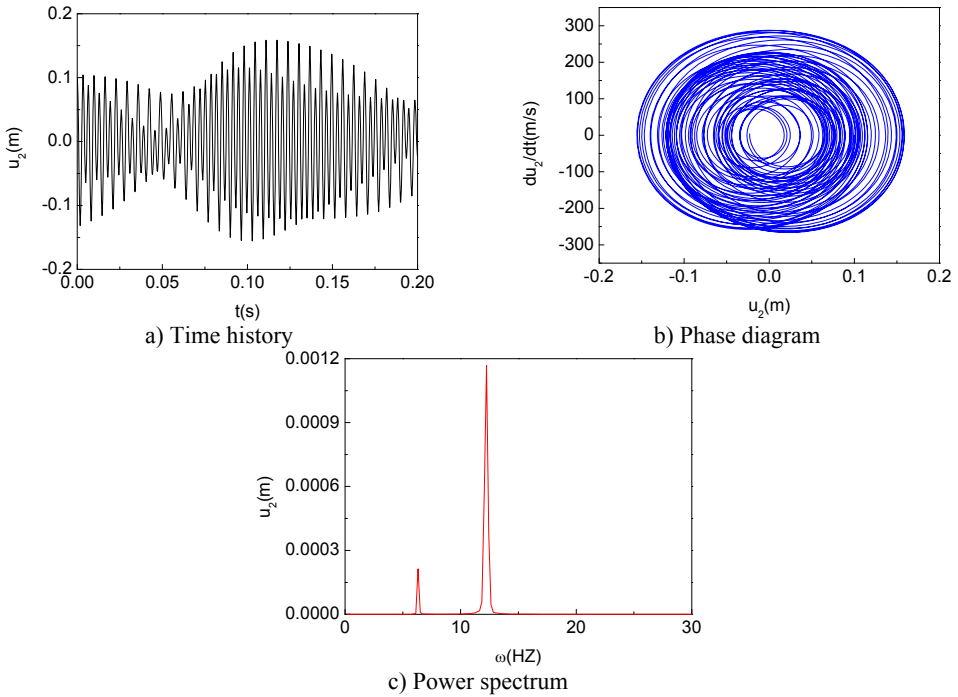 0.2
0.1
0.0
-0.1
-0.2
u2(m)
0.00 0.05 0.10 0.15 0.20
t(s)
a) Time history
300
200
100
0
-100
-200
-300
du2/dt(m/s)
-0.2 -0.1 0.0 0.1 0.2
u2(m)
b) Phase diagram
0.0012
0.0009
0.0006
0.0003
0.0000
u2(m)
0 10 20 30
ω(HZ)
c) Power spectrum